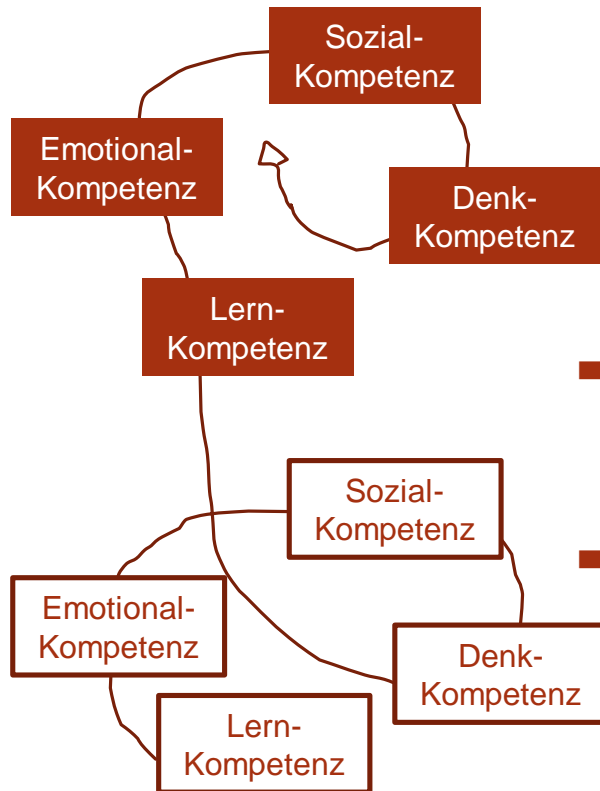 Sozial-
Kompetenz
Emotional-
Kompetenz
Denk-
Kompetenz
Lern-
Kompetenz
Sozial-
Kompetenz
Emotional-
Kompetenz
Denk-
Kompetenz
Lern-
Kompetenz